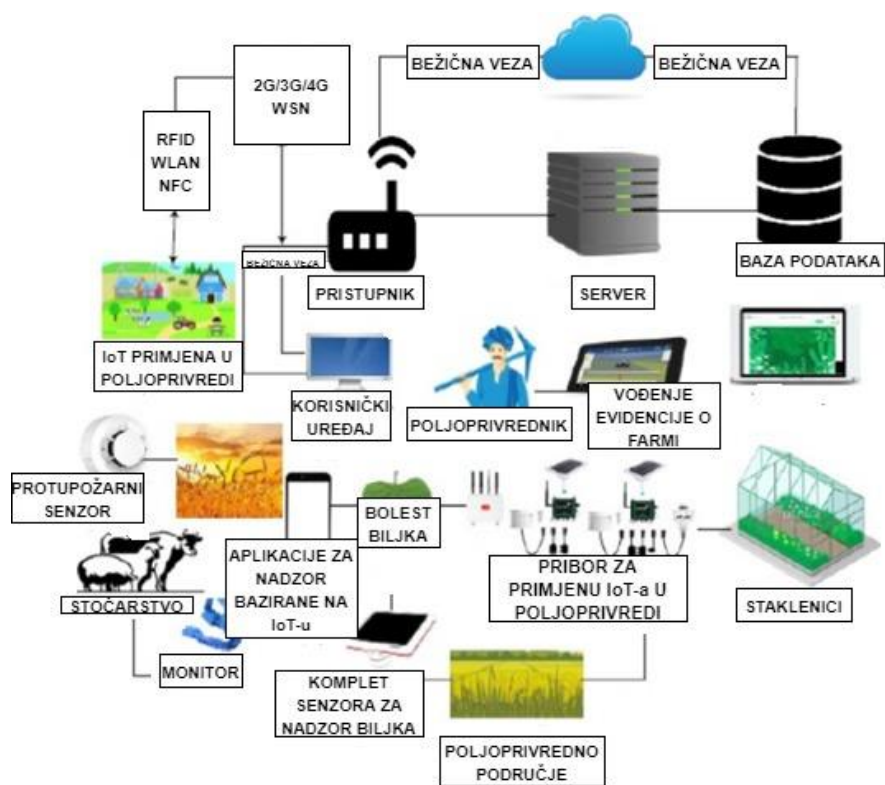 BEŽIČNA VEZA
BEŽIČNA VEZA
2G/3G/4G
WSN
RFID
WLAN
NFC
BEŽIČNA VEZA
PRISTUPNIK
SERVER
BAZA PODATAKA
IoT PRIMJENA U
POLJOPRIVREDI
KORISNIČKI
UREĐAJ
POLJOPRIVREDNIK
VOĐENJE
EVIDENCIJE O
FARMI
PROTUPOŽARNI
SENZOR
BOLEST
BILJKA
APLIKACIJE ZA
NADZOR
BAZIRANE NA
IoT-u
PRIBOR ZA
PRIMJENU IoT-a U
POLJOPRIVREDI
STAKLENICI
STOČARSTVO
MONITOR
KOMPLET
SENZORA ZA
NADZOR BILJKA
POLJOPRIVREDNO
PODRUČJE